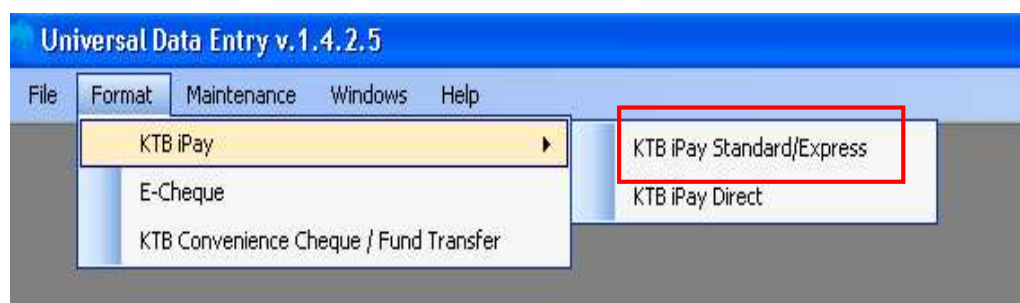 Universal Data Entry v.1.4.2.5
File Format Maintenance Windows Help
KTB iPay
KTB iPay Standard/Express
E-Cheque
KTB iPay Direct
KTB Convenience Cheque / Fund Transfer